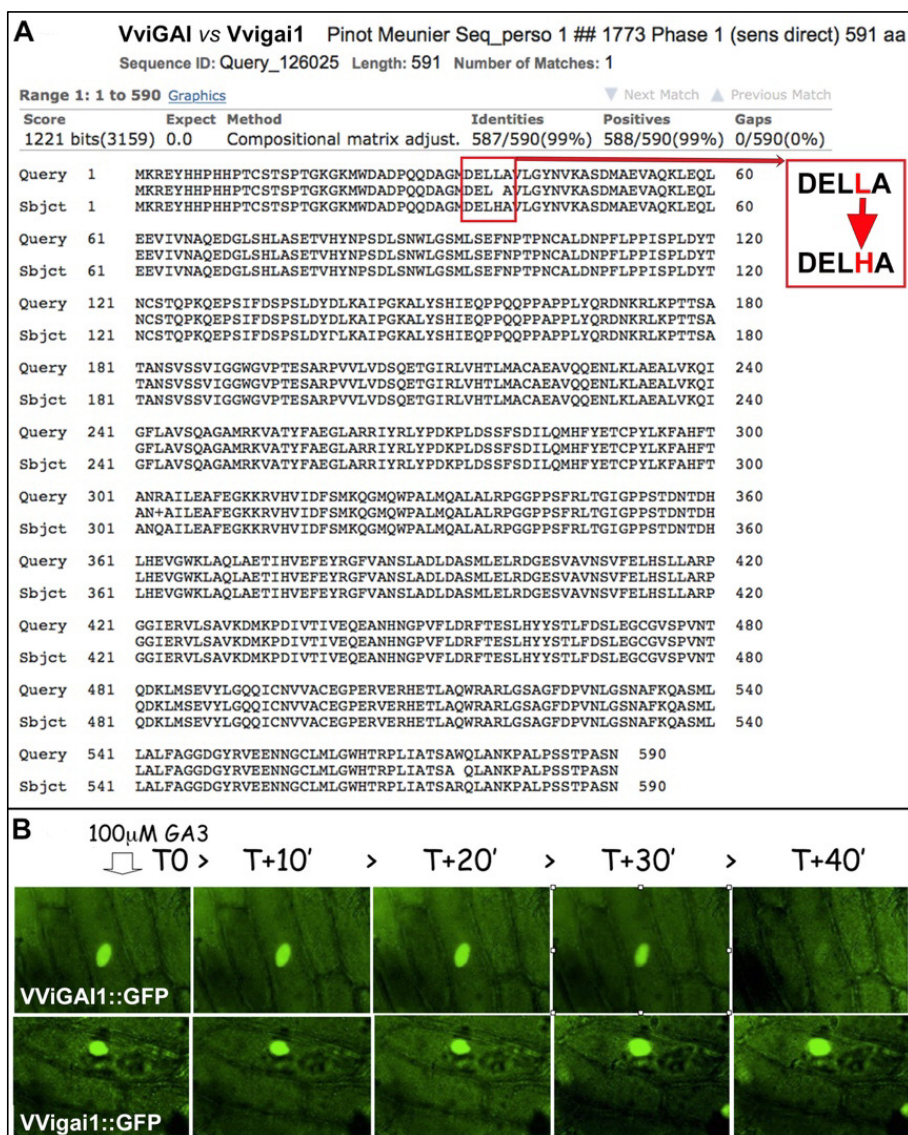 A VviGAI vs Vvigai1 Pinot Meunier Seq_perso 1 ## 1773 Phase 1 (sens direct) 591 aa
Sequence ID: Query_126025 Length: 591 Number of Matches: 1
Range 1: 1 to 590 Graphics ▼ Next Match ▲ Previous Match
Score Expect Method Identities Positives Gaps
1221 bits(3159) 0.0 Compositional matrix adjust. 587/590(99%) 588/590(99%) 0/590(0%)
Query 1 MKREYHHPHHPTCSTSPTGKGKMWDADPQQDAGMDELLAVLGYNVKASDMAEVAQKLEQL 60
MKREYHHPHHPTCSTSPTGKGKMWDADPQQDAGMDEL AVLGYNVKASDMAEVAQKLEQL
Sbjct 1 MKREYHHPHHPTCSTSPTGKGKMWDADPQQDAGMDELHAVLGYNVKASDMAEVAQKLEQL 60
DELLA
DELHA
Query 61 EEVIVNAQEDGLSHLASETVHYNPSDLSNWLGSMLSEFNPTPNCALDNPFLPPISPLDYT 120
EEVIVNAQEDGLSHLASETVHYNPSDLSNWLGSMLSEFNPTPNCALDNPFLPPISPLDYT
Sbjct 61 EEVIVNAQEDGLSHLASETVHYNPSDLSNWLGSMLSEFNPTPNCALDNPFLPPISPLDYT 120
Query 121 NCSTQPKQEPSIFDSPSLDYDLKAIPGKALYSHIEQPPQQPPAPPLYQRDNKRLKPTTSA 180
NCSTQPKQEPSIFDSPSLDYDLKAIPGKALYSHIEQPPQQPPAPPLYQRDNKRLKPTTSA
Sbjct 121 NCSTQPKQEPSIFDSPSLDYDLKAIPGKALYSHIEQPPQQPPAPPLYQRDNKRLKPTTSA 180
Query 181 TANSVSSVIGGWGVPTESARPVVLVDSQETGIRLVHTLMACAEAVQQENLKLAEALVKQI 240
TANSVSSVIGGWGVPTESARPVVLVDSQETGIRLVHTLMACAEAVQQENLKLAEALVKQI
Sbjct 181 TANSVSSVIGGWGVPTESARPVVLVDSQETGIRLVHTLMACAEAVQQENLKLAEALVKQI 240
Query 241 GFLAVSQAGAMRKVATYFAEGLARRIYRLYPDKPLDSSFSDILQMHFYETCPYLKFAHFT 300
GFLAVSQAGAMRKVATYFAEGLARRIYRLYPDKPLDSSFSDILQMHFYETCPYLKFAHFT
Sbjct 241 GFLAVSQAGAMRKVATYFAEGLARRIYRLYPDKPLDSSFSDILQMHFYETCPYLKFAHFT 300
Query 301 ANRAILEAFEGKKRVHVIDFSMKQGMQWPALMQALALRPGGPPSFRLTGIGPPSTDNTDH 360
AN+AILEAFEGKKRVHVIDFSMKQGMQWPALMQALALRPGGPPSFRLTGIGPPSTDNTDH
Sbjct 301 ANQAILEAFEGKKRVHVIDFSMKQGMQWPALMQALALRPGGPPSFRLTGIGPPSTDNTDH 360
Query 361 LHEVGWKLAQLAETIHVEFEYRGFVANSLADLDASMLELRDGESVAVNSVFELHSLLARP 420
LHEVGWKLAQLAETIHVEFEYRGFVANSLADLDASMLELRDGESVAVNSVFELHSLLARP
Sbjct 361 LHEVGWKLAQLAETIHVEFEYRGFVANSLADLDASMLELRDGESVAVNSVFELHSLLARP 420
Query 421 GGIERVLSAVKDMKPDIVTIVEQEANHNGPVFLDRFTESLHYYSTLFDSLEGCGVSPVNT 480
GGIERVLSAVKDMKPDIVTIVEQEANHNGPVFLDRFTESLHYYSTLFDSLEGCGVSPVNT
Sbjct 421 GGIERVLSAVKDMKPDIVTIVEQEANHNGPVFLDRFTESLHYYSTLFDSLEGCGVSPVNT 480
Query 481 QDKLMSEVYLGQQICNVVACEGPERVERHETLAQWRARLGSAGFDPVNLGSNAFKQASML 540
QDKLMSEVYLGQQICNVVACEGPERVERHETLAQWRARLGSAGFDPVNLGSNAFKQASML
Sbjct 481 QDKLMSEVYLGQQICNVVACEGPERVERHETLAQWRARLGSAGFDPVNLGSNAFKQASML 540
Query 541 LALFAGGDGYRVEENNGCLMLGWHTRPLIATSAWQLANKPALPSSTPASN 590
LALFAGGDGYRVEENNGCLMLGWHTRPLIATSA QLANKPALPSSTPASN
Sbjct 541 LALFAGGDGYRVEENNGCLMLGWHTRPLIATSARQLANKPALPSSTPASN 590
B 100μM GA3
T0 > T+10' > T+20' > T+30' > T+40'
VViGAI1::GFP
VVigai1::GFP